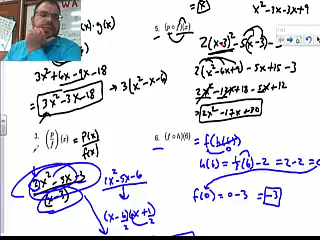 (x) · g(x)
3x²+6x-9x-18
3x²-3x-18 → 3(x²-x-6)
3. (p/f)(x) = P(x)/f(x)
2x²-5x-3
(x-3)
1x²-5x-6
(x-6)(x+1/2)
x²-3x-3x+9
5. (p ∘ f)(x)
2(x-3)²-5(x-3)-3
2(x²-6x+9)-5x+15-3
2x²-12x+18-5x+12
2x²-17x+30
6. (f ∘ h)(6) = f(h(6))
h(6) = 1/3(6)-2 = 2-2 = 0
f(0) = 0-3 = -3